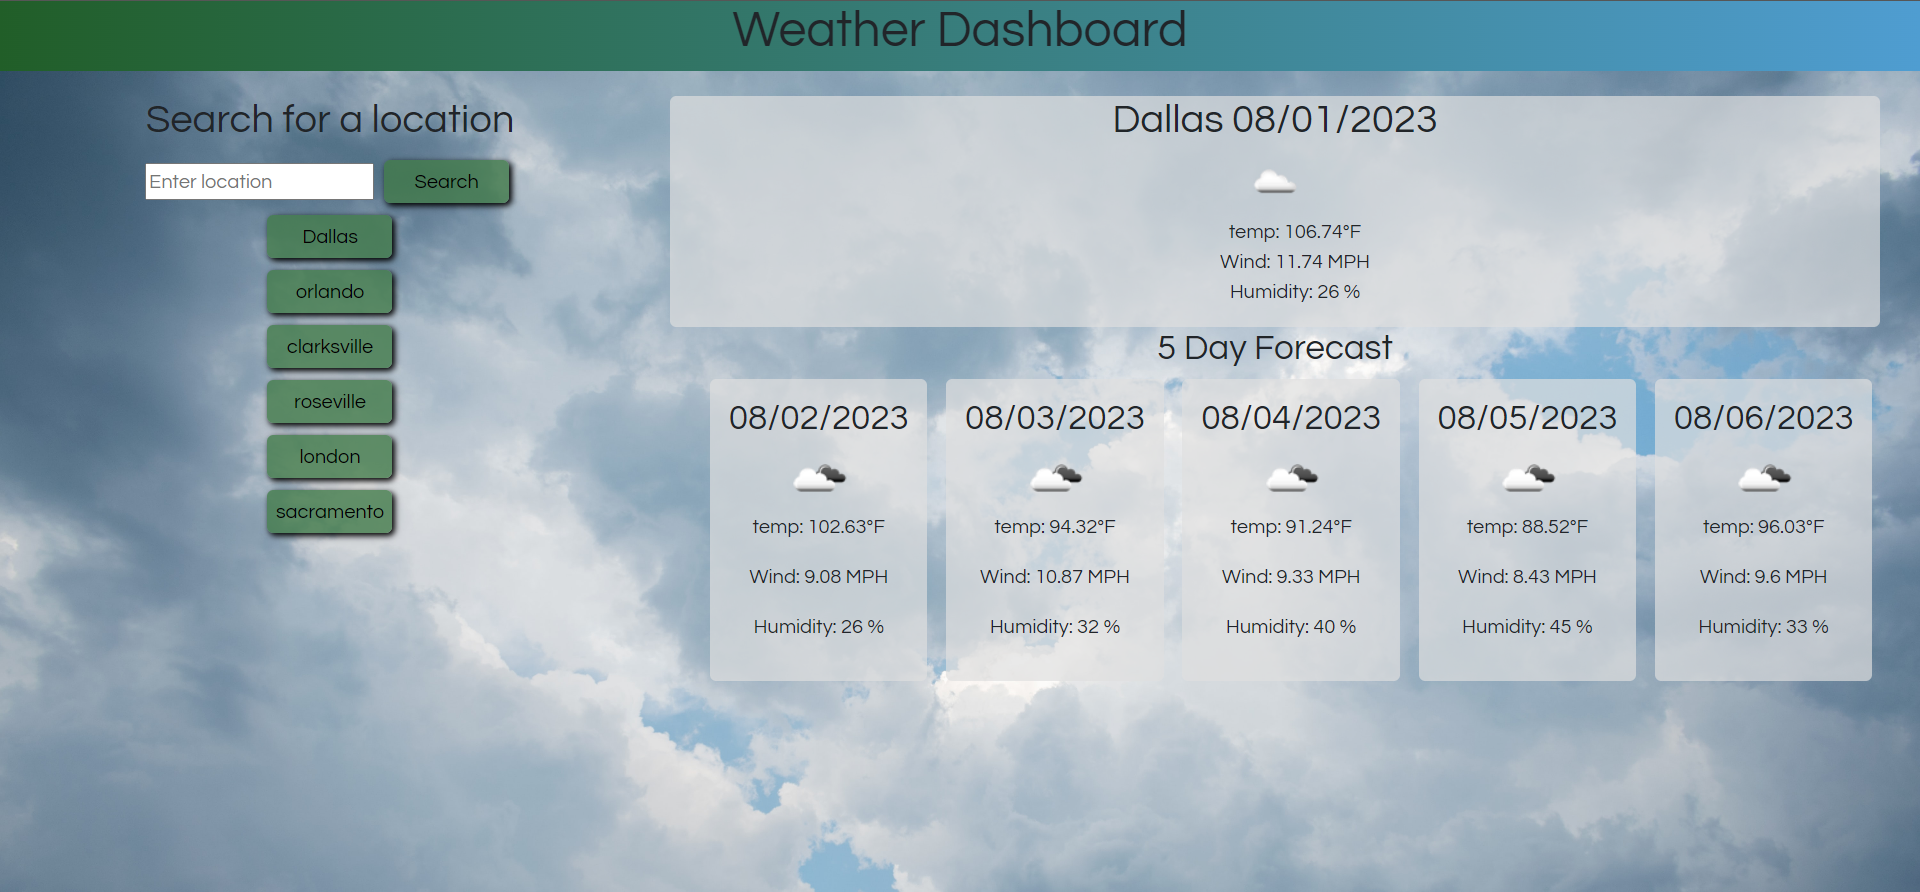 Weather Dashboard
Search for a location
Enter location
Search
Dallas
orlando
clarksville
roseville
london
sacramento
Dallas 08/01/2023
temp: 106.74°F
Wind: 11.74 MPH
Humidity: 26 %
5 Day Forecast
08/02/2023
temp: 102.63°F
Wind: 9.08 MPH
Humidity: 26 %
08/03/2023
temp: 94.32°F
Wind: 10.87 MPH
Humidity: 32 %
08/04/2023
temp: 91.24°F
Wind: 9.33 MPH
Humidity: 40 %
08/05/2023
temp: 88.52°F
Wind: 8.43 MPH
Humidity: 45 %
08/06/2023
temp: 96.03°F
Wind: 9.6 MPH
Humidity: 33 %